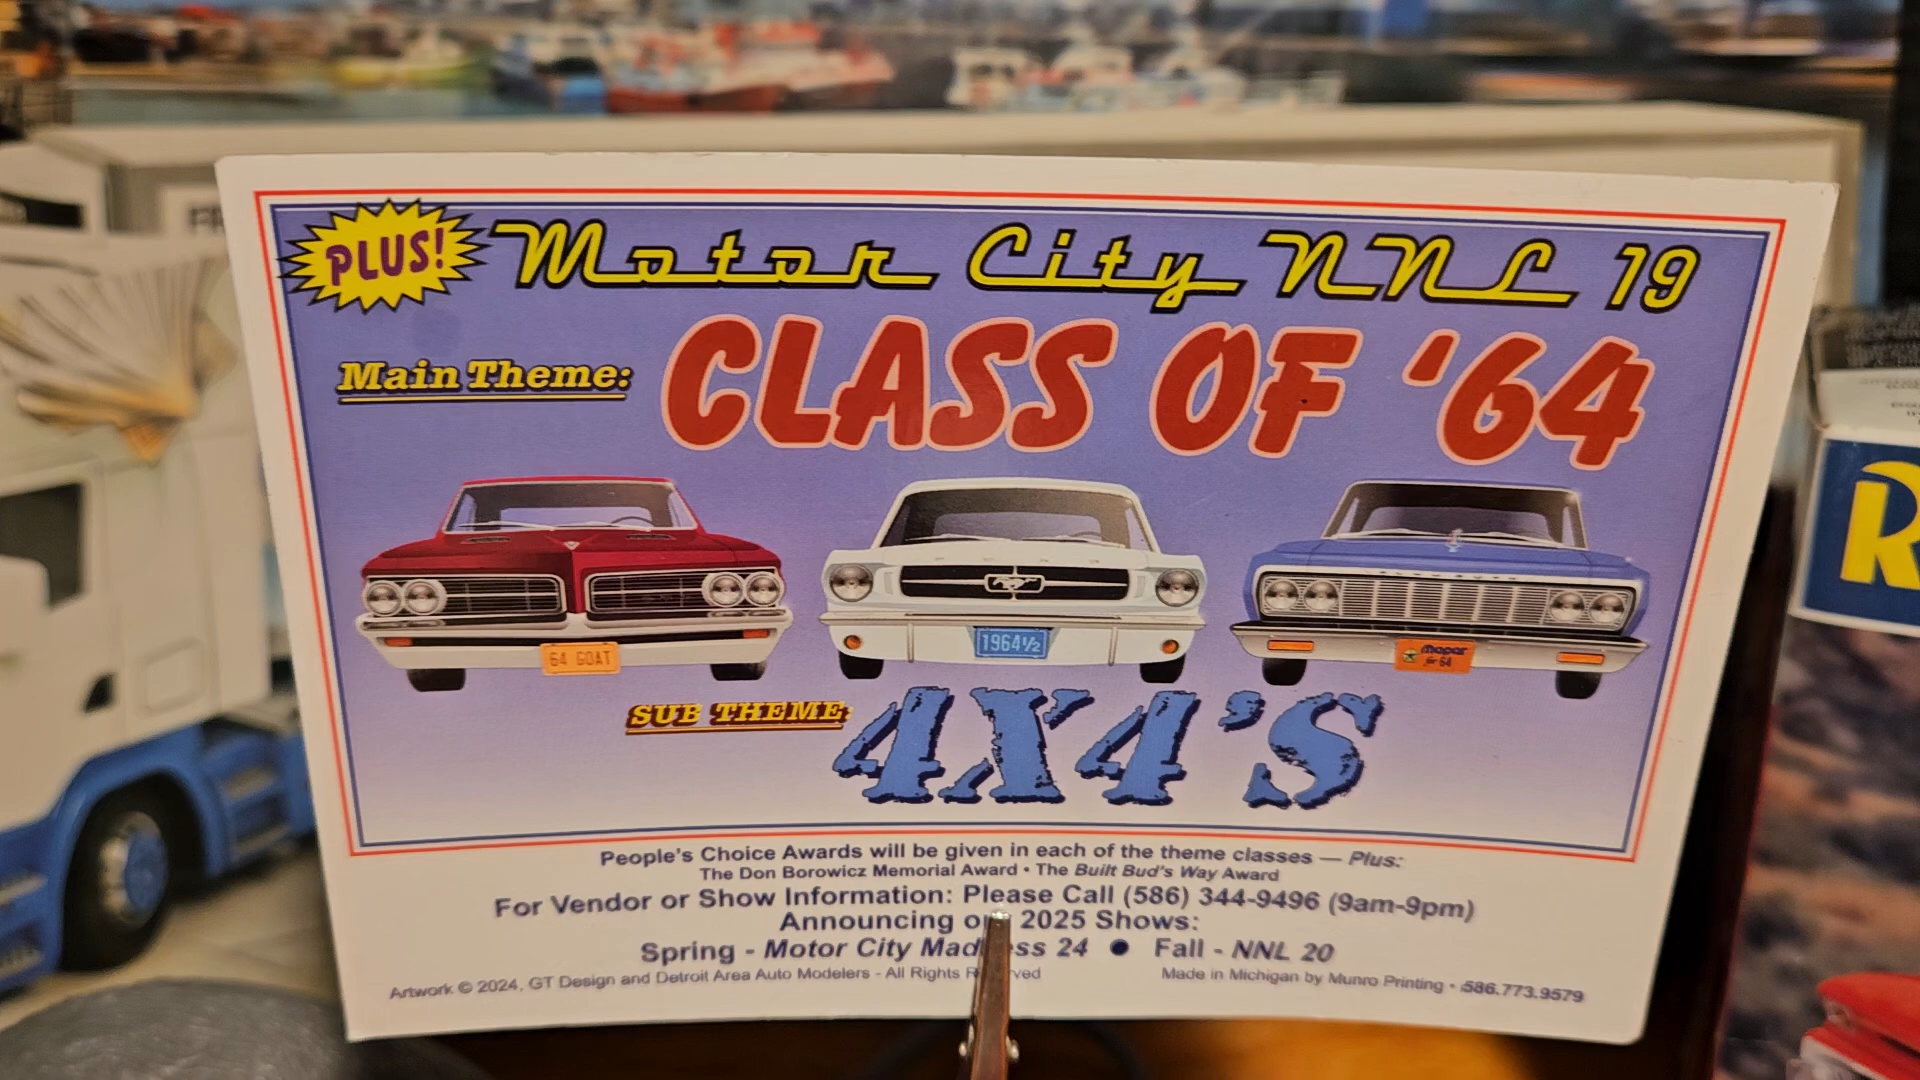 PLUS!
Motor City NNL 19
Main Theme:
CLASS OF '64
64 GOAT
1964½
Mopar
for 64
SUB THEME:
4X4'S
People's Choice Awards will be given in each of the theme classes — Plus:
The Don Borowicz Memorial Award • The Built Bud's Way Award
For Vendor or Show Information: Please Call (586) 344-9496 (9am-9pm)
Announcing 2025 Shows:
Spring - Motor City Madness 24 ● Fall - NNL 20
Artwork © 2024, GT Design and Detroit Area Auto Modelers - All Rights Reserved
Made in Michigan by Munro Printing • 586.773.9579
R